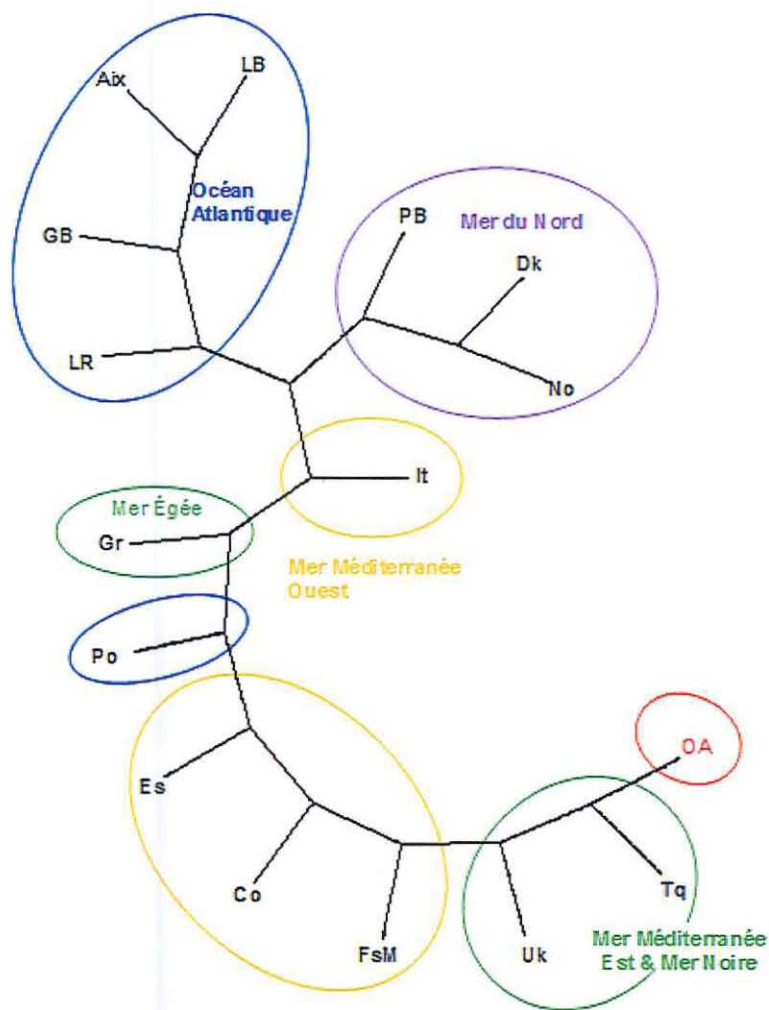 LB
Aix
Océan
Atlantique
GB
PB
Mer du Nord
Dk
LR
No
It
Mer Égée
Gr
Mer Méditerranée
Ouest
Po
OA
Es
Co
Tq
FsM
Uk
Mer Méditerranée
Est & Mer Noire